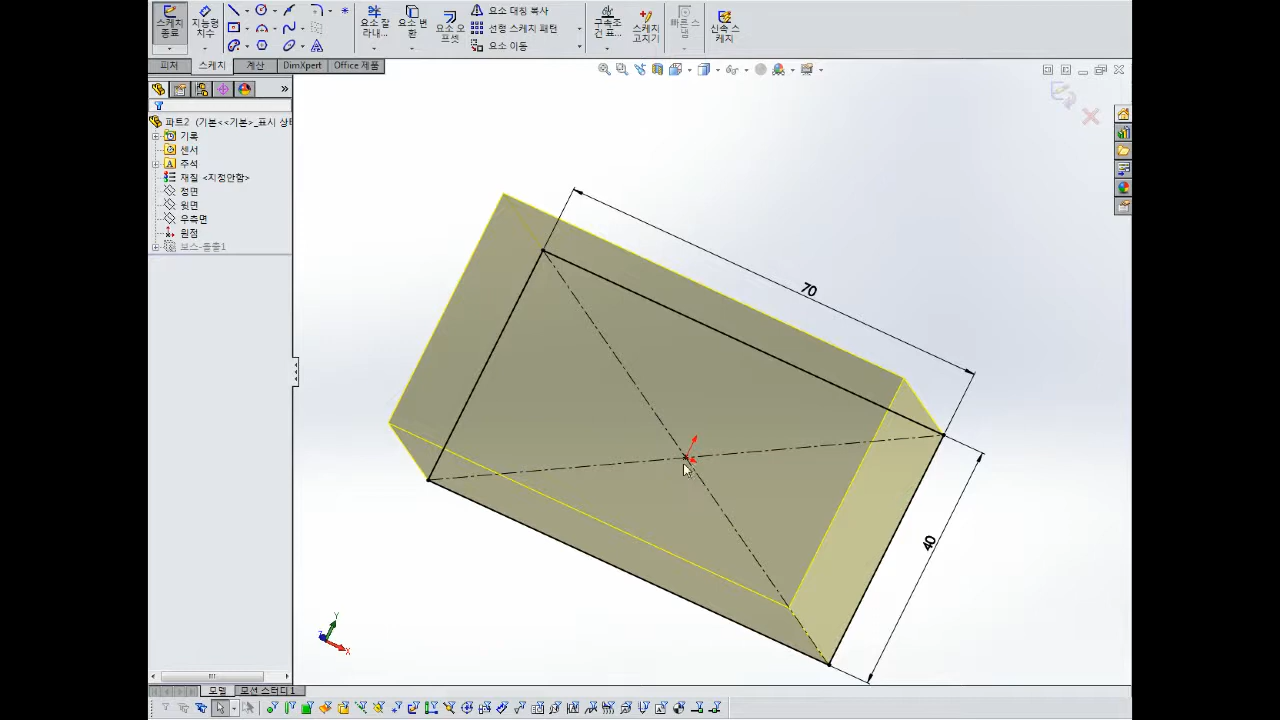 스케치 종료
지능형 치수
요소 잘라내...
요소 변환
요소 오프셋
요소 대칭 복사
선형 스케치 패턴
요소 이동
구속조건 표...
스케치 고치기
빠른 스냅
신속 스케치
피처 스케치 계산 DimXpert Office 제품
파트2 (기본<<기본>_표시 상태
기록
센서
주석
재질 <지정안함>
정면
윗면
우측면
원점
보스-돌출1
70
40
Y
Z
X
모델 모션 스터디 1